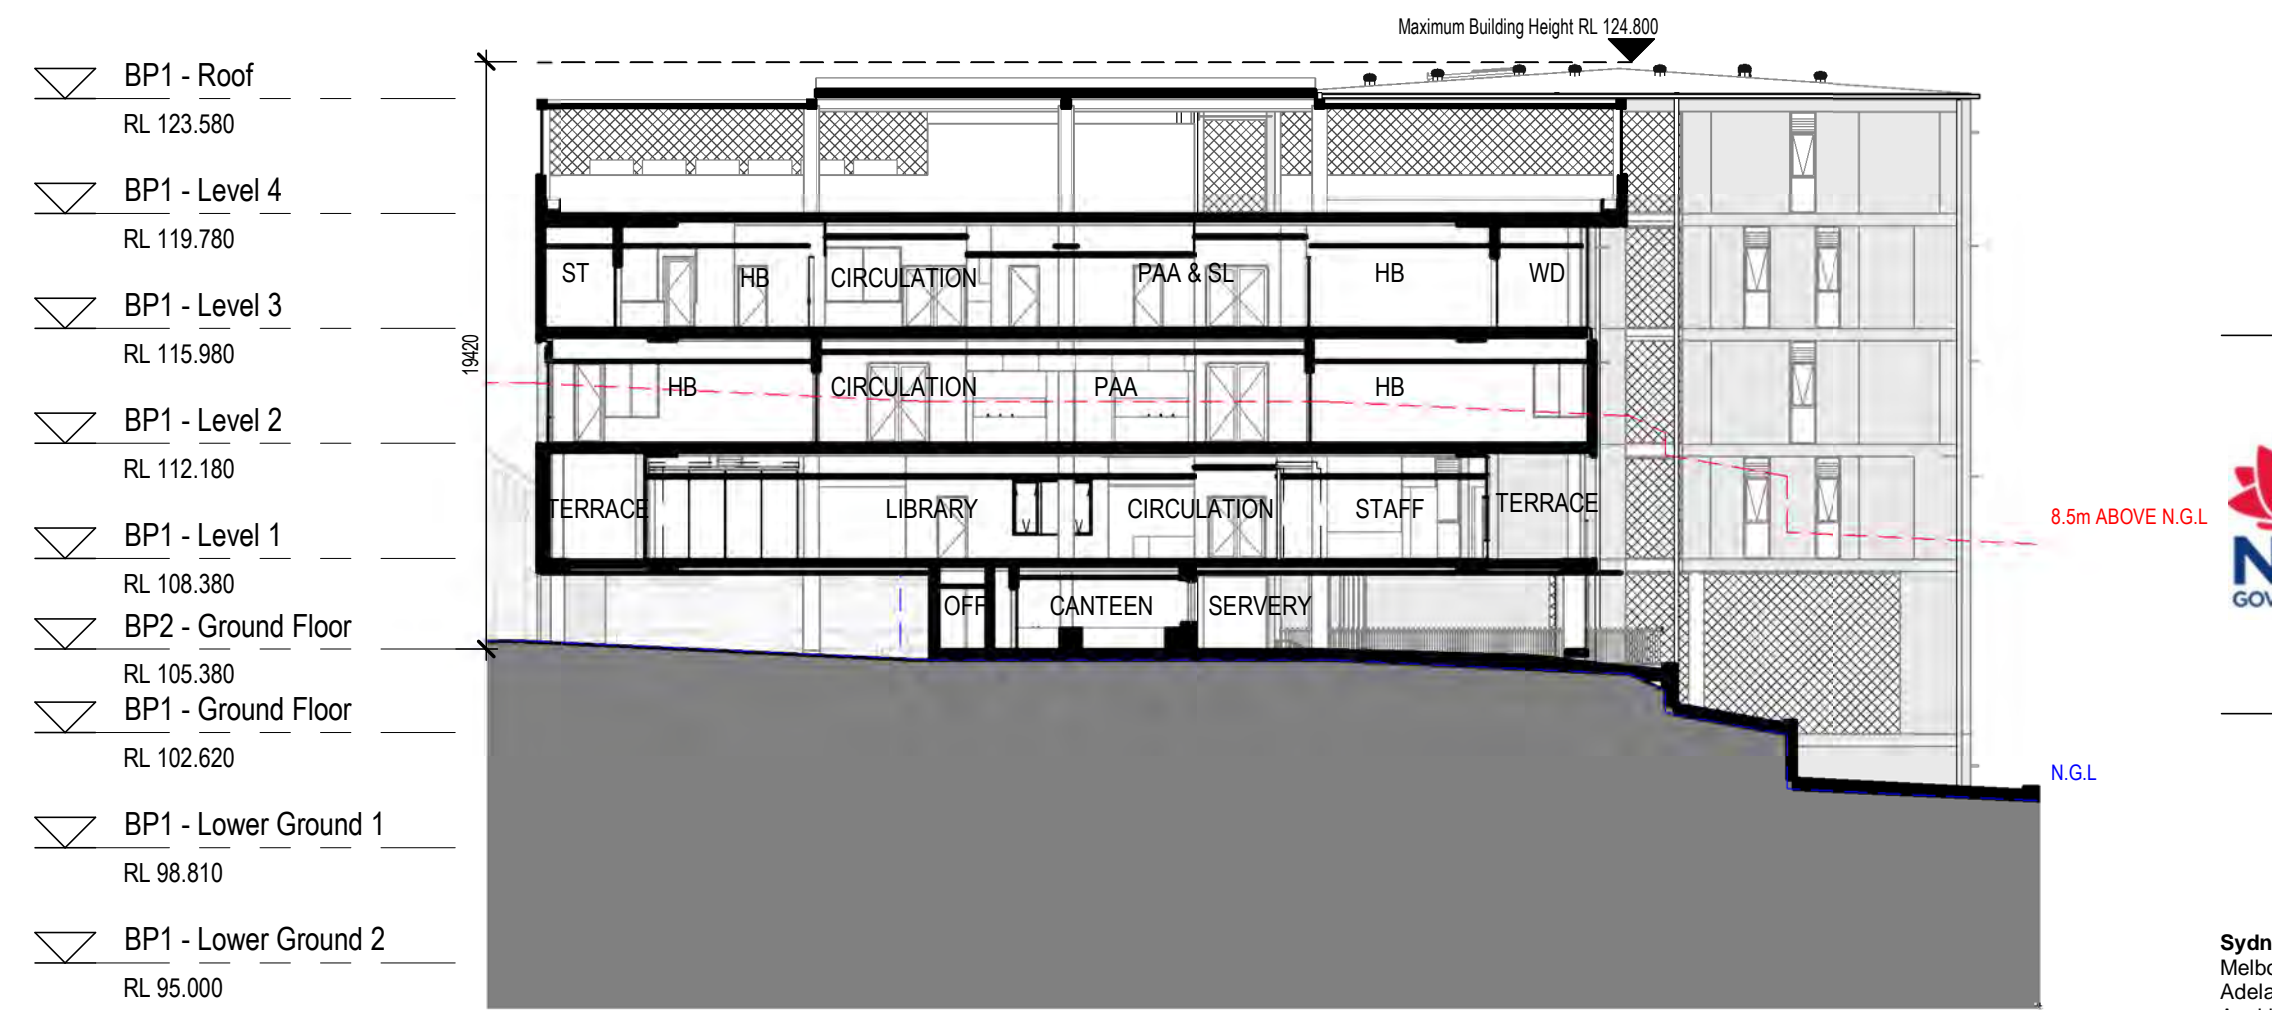 Maximum Building Height RL 124.800
BP1 - Roof
RL 123.580
BP1 - Level 4
RL 119.780
BP1 - Level 3
RL 115.980
BP1 - Level 2
RL 112.180
BP1 - Level 1
RL 108.380
BP2 - Ground Floor
RL 105.380
BP1 - Ground Floor
RL 102.620
BP1 - Lower Ground 1
RL 98.810
BP1 - Lower Ground 2
RL 95.000
19420
ST
HB
CIRCULATION
PAA & SL
HB
WD
HB
CIRCULATION
PAA
HB
TERRACE
LIBRARY
CIRCULATION
STAFF
TERRACE
OFF
CANTEEN
SERVERY
8.5m ABOVE N.G.L
N.G.L
N
GOV
Sydn
Melbo
Adela